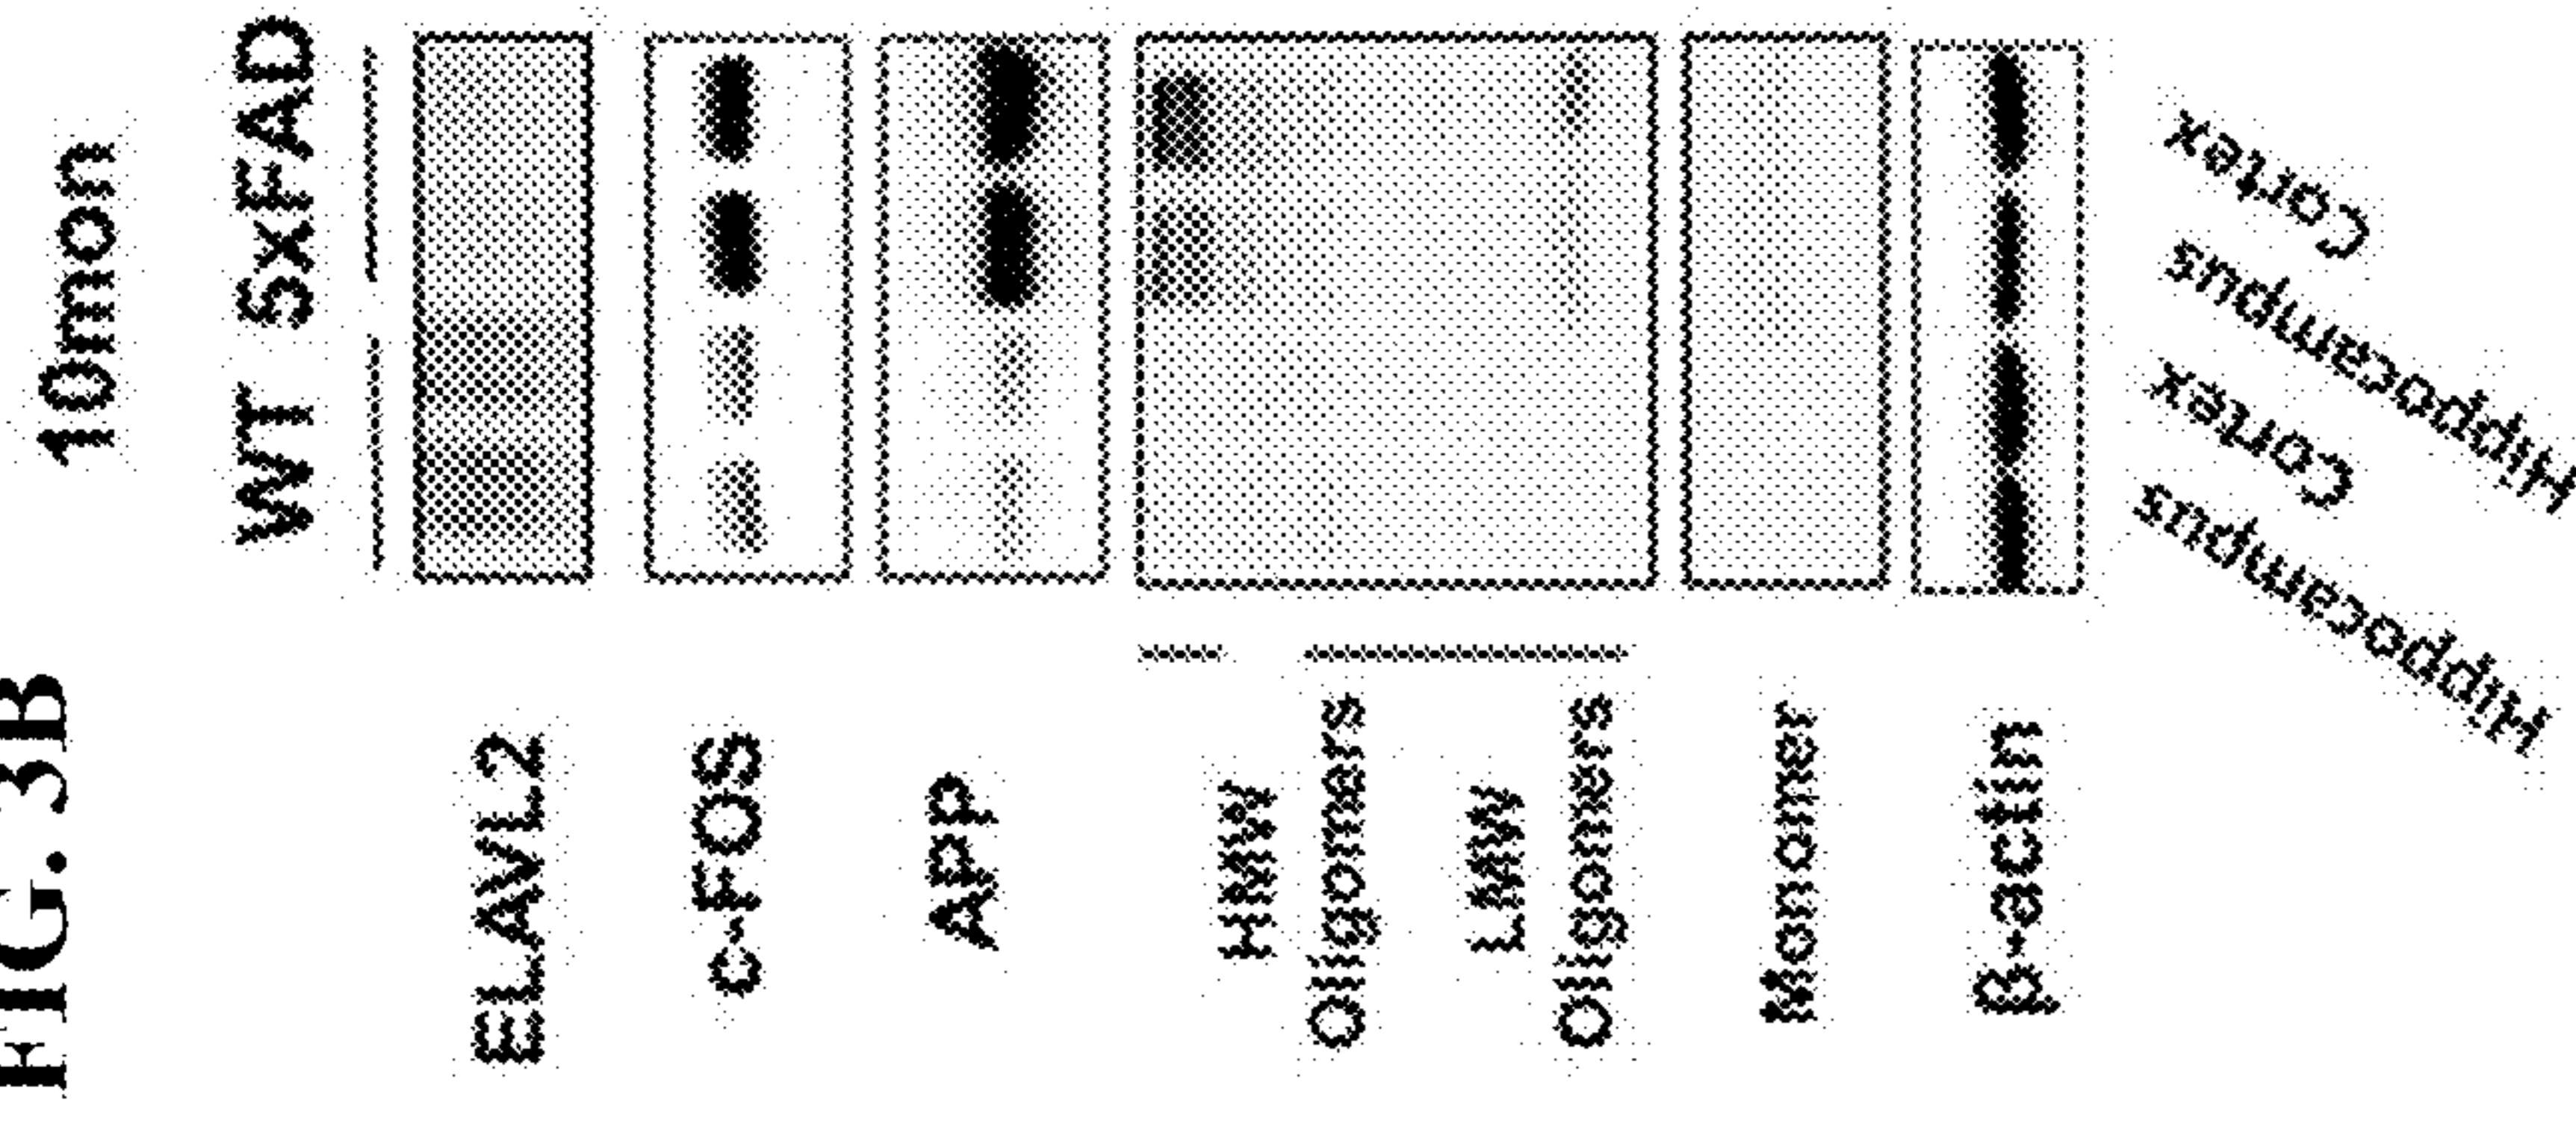 FIG. 3B
10mon
WT 5xFAD
ELAVL2
c-FOS
APP
HMW
Oligomers
LMW
Oligomers
Monomer
β-actin
Hippocampus
Cortex
Hippocampus
Cortex